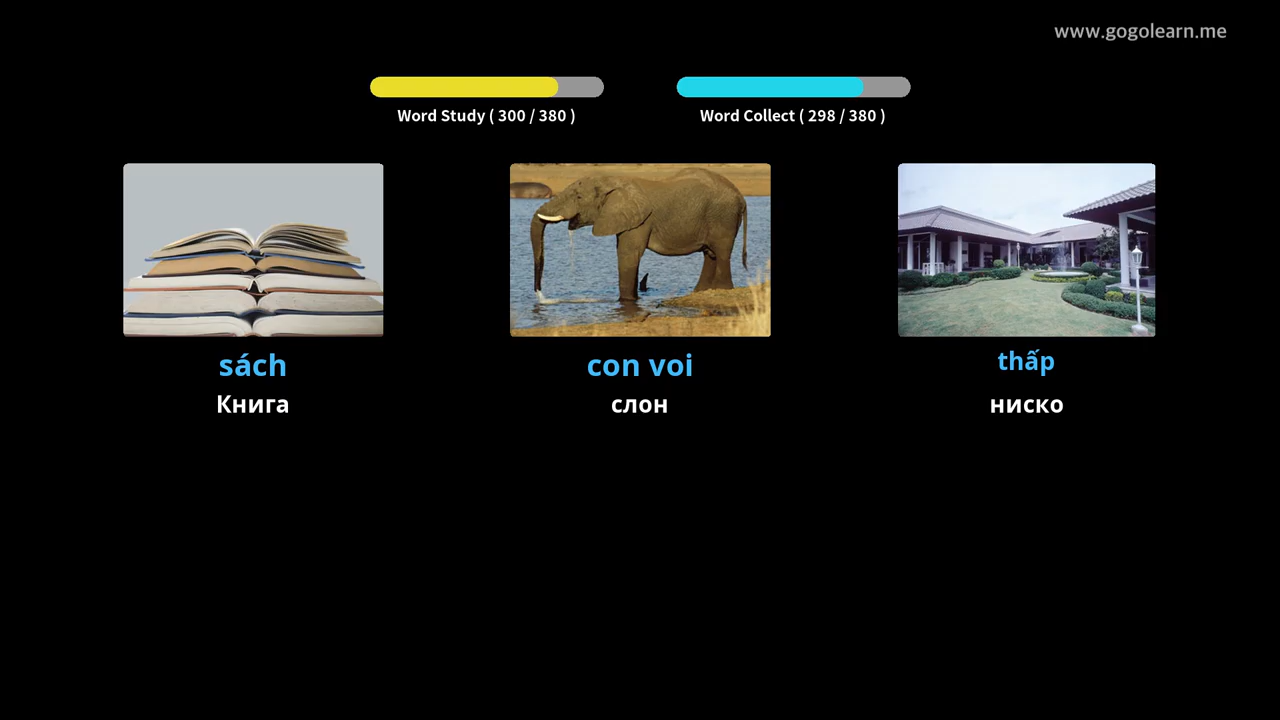 www.gogolearn.me
Word Study ( 300 / 380 )
Word Collect ( 298 / 380 )
sách
Книга
con voi
слон
thấp
ниско